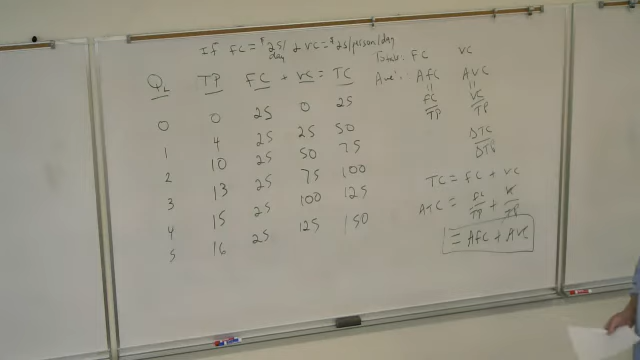 If FC = $25/day & VC = $25/person/day
Total: FC VC
Ave: AFC AVC
= =
FC/TP VC/TP
ΔTC/ΔTP
TC = FC + VC
ATC = FC/TP + VC/TP
= AFC + AVC
QL TP FC + VC = TC
0 0 25 0 25
1 4 25 25 50
2 10 25 50 75
3 13 25 75 100
4 15 25 100 125
5 16 25 125 150